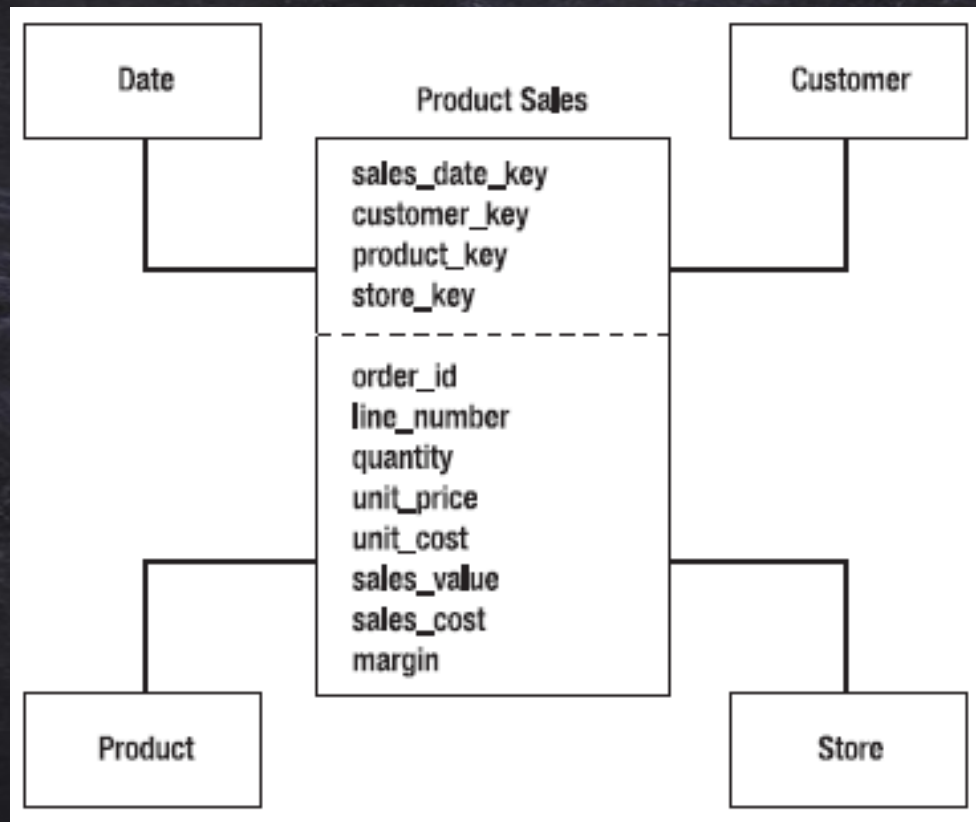 Date
Customer
Product Sales
sales_date_key
customer_key
product_key
store_key
order_id
line_number
quantity
unit_price
unit_cost
sales_value
sales_cost
margin
Product
Store